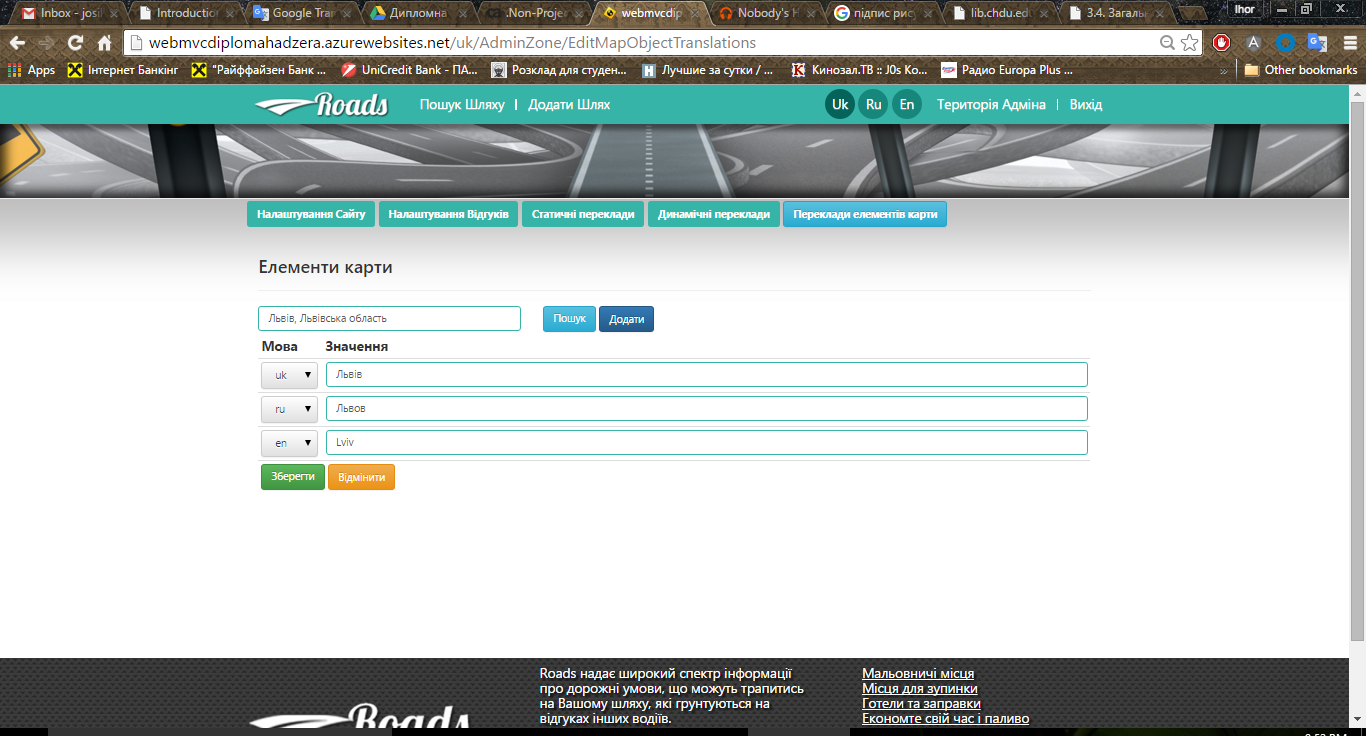 Inbox - josi
Introduction
Google Tra
Дипломна
.Non-Proje
webmvcdip
Nobody's H
підпис рису
lib.chdu.ed
3.4. Загаль
Ihor
webmvcdiplomahadzera.azurewebsites.net/uk/AdminZone/EditMapObjectTranslations
Apps Інтернет Банкінг "Райффайзен Банк ... UniCredit Bank - ПА... Розклад для студен... Лучшие за сутки / ... Кинозал.ТВ :: J0s Ko... Радио Europa Plus ... » Other bookmarks
Roads Пошук Шляху | Додати Шлях Uk Ru En Територія Адміна | Вихід
Налаштування Сайту Налаштування Відгуків Статичні переклади Динамічні переклади Переклади елементів карти
Елементи карти
Львів, Львівська область Пошук Додати
Мова Значення
uk Львів
ru Львов
en Lviv
Зберегти Відмінити
Roads
Roads надає широкий спектр інформації
про дорожні умови, що можуть трапитись
на Вашому шляху, які грунтуються на
відгуках інших водіїв.
Мальовничі місця
Місця для зупинки
Готелі та заправки
Економте свій час і паливо